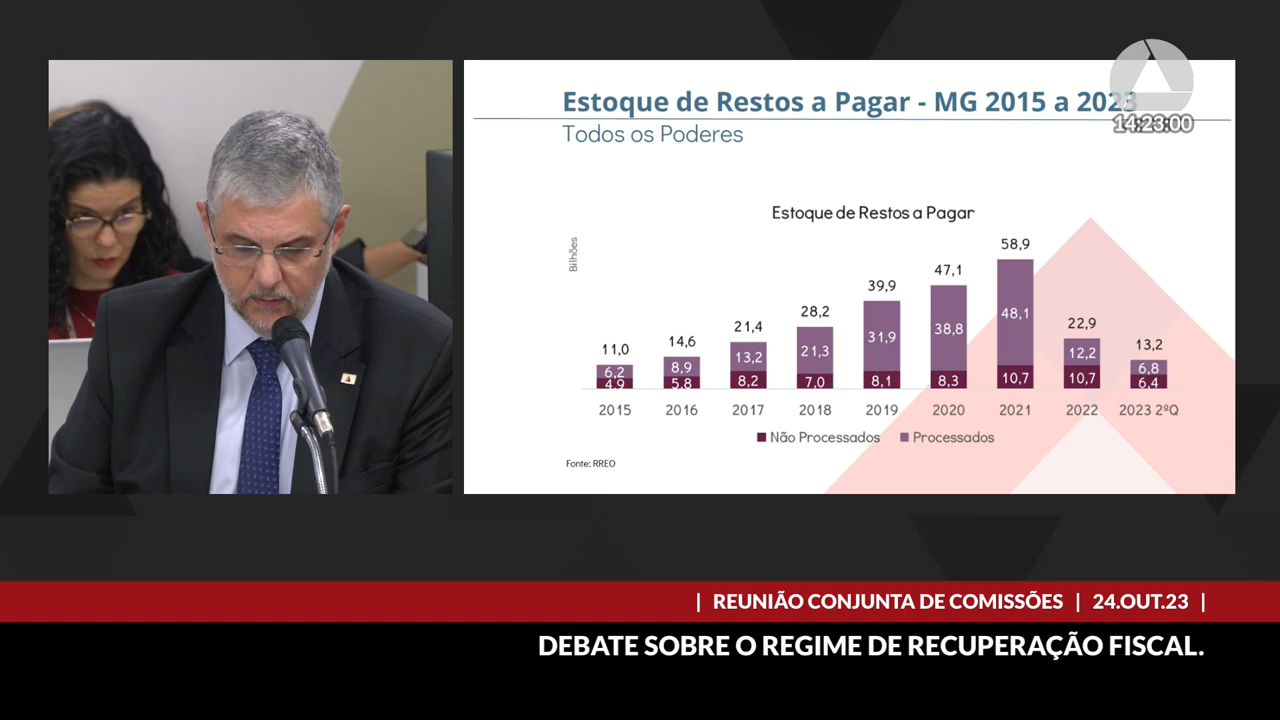 Estoque de Restos a Pagar - MG 2015 a 2023
14:23:00
Todos os Poderes
Estoque de Restos a Pagar
Bilhões
11,0 14,6 21,4 28,2 39,9 47,1 58,9 22,9 13,2
6,2 8,9 13,2 21,3 31,9 38,8 48,1 12,2 6,8
4,9 5,8 8,2 7,0 8,1 8,3 10,7 10,7 6,4
2015 2016 2017 2018 2019 2020 2021 2022 2023 2ºQ
Não Processados Processados
Fonte: RREO
| REUNIÃO CONJUNTA DE COMISSÕES | 24.OUT.23 |
DEBATE SOBRE O REGIME DE RECUPERAÇÃO FISCAL.